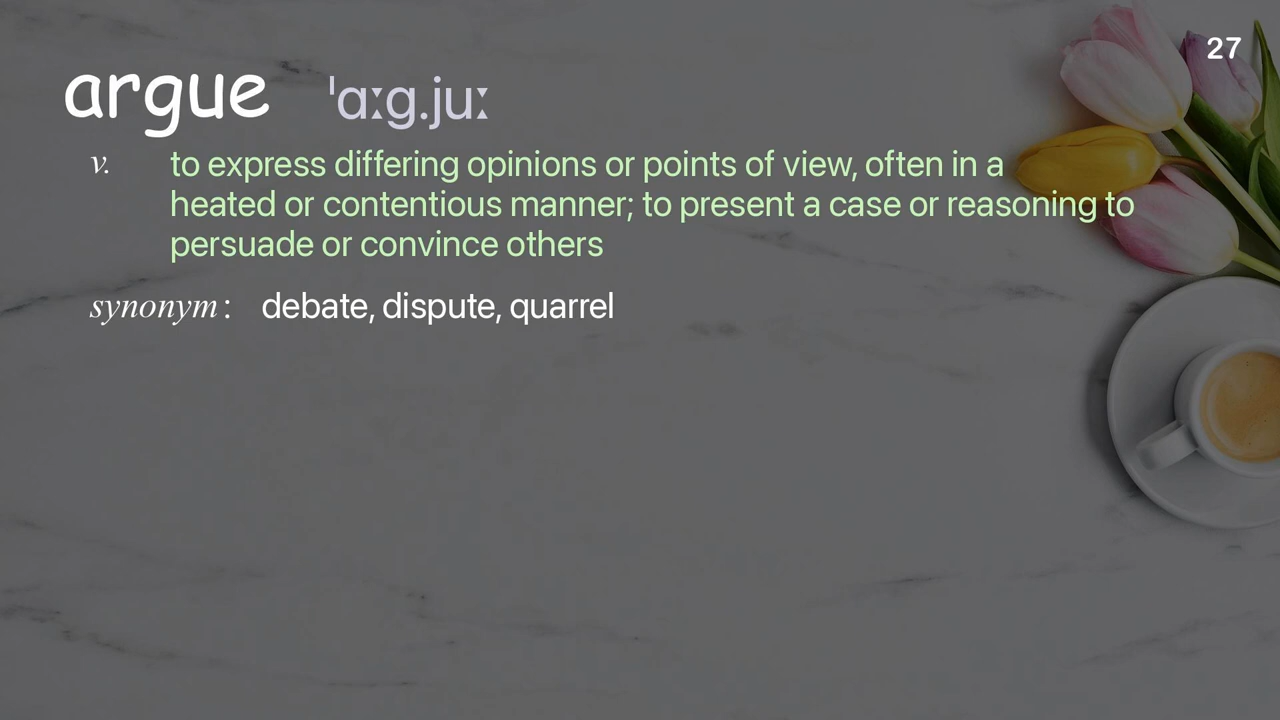 27
argue ˈɑːɡ.juː
v. to express differing opinions or points of view, often in a
heated or contentious manner; to present a case or reasoning to
persuade or convince others
synonym: debate, dispute, quarrel